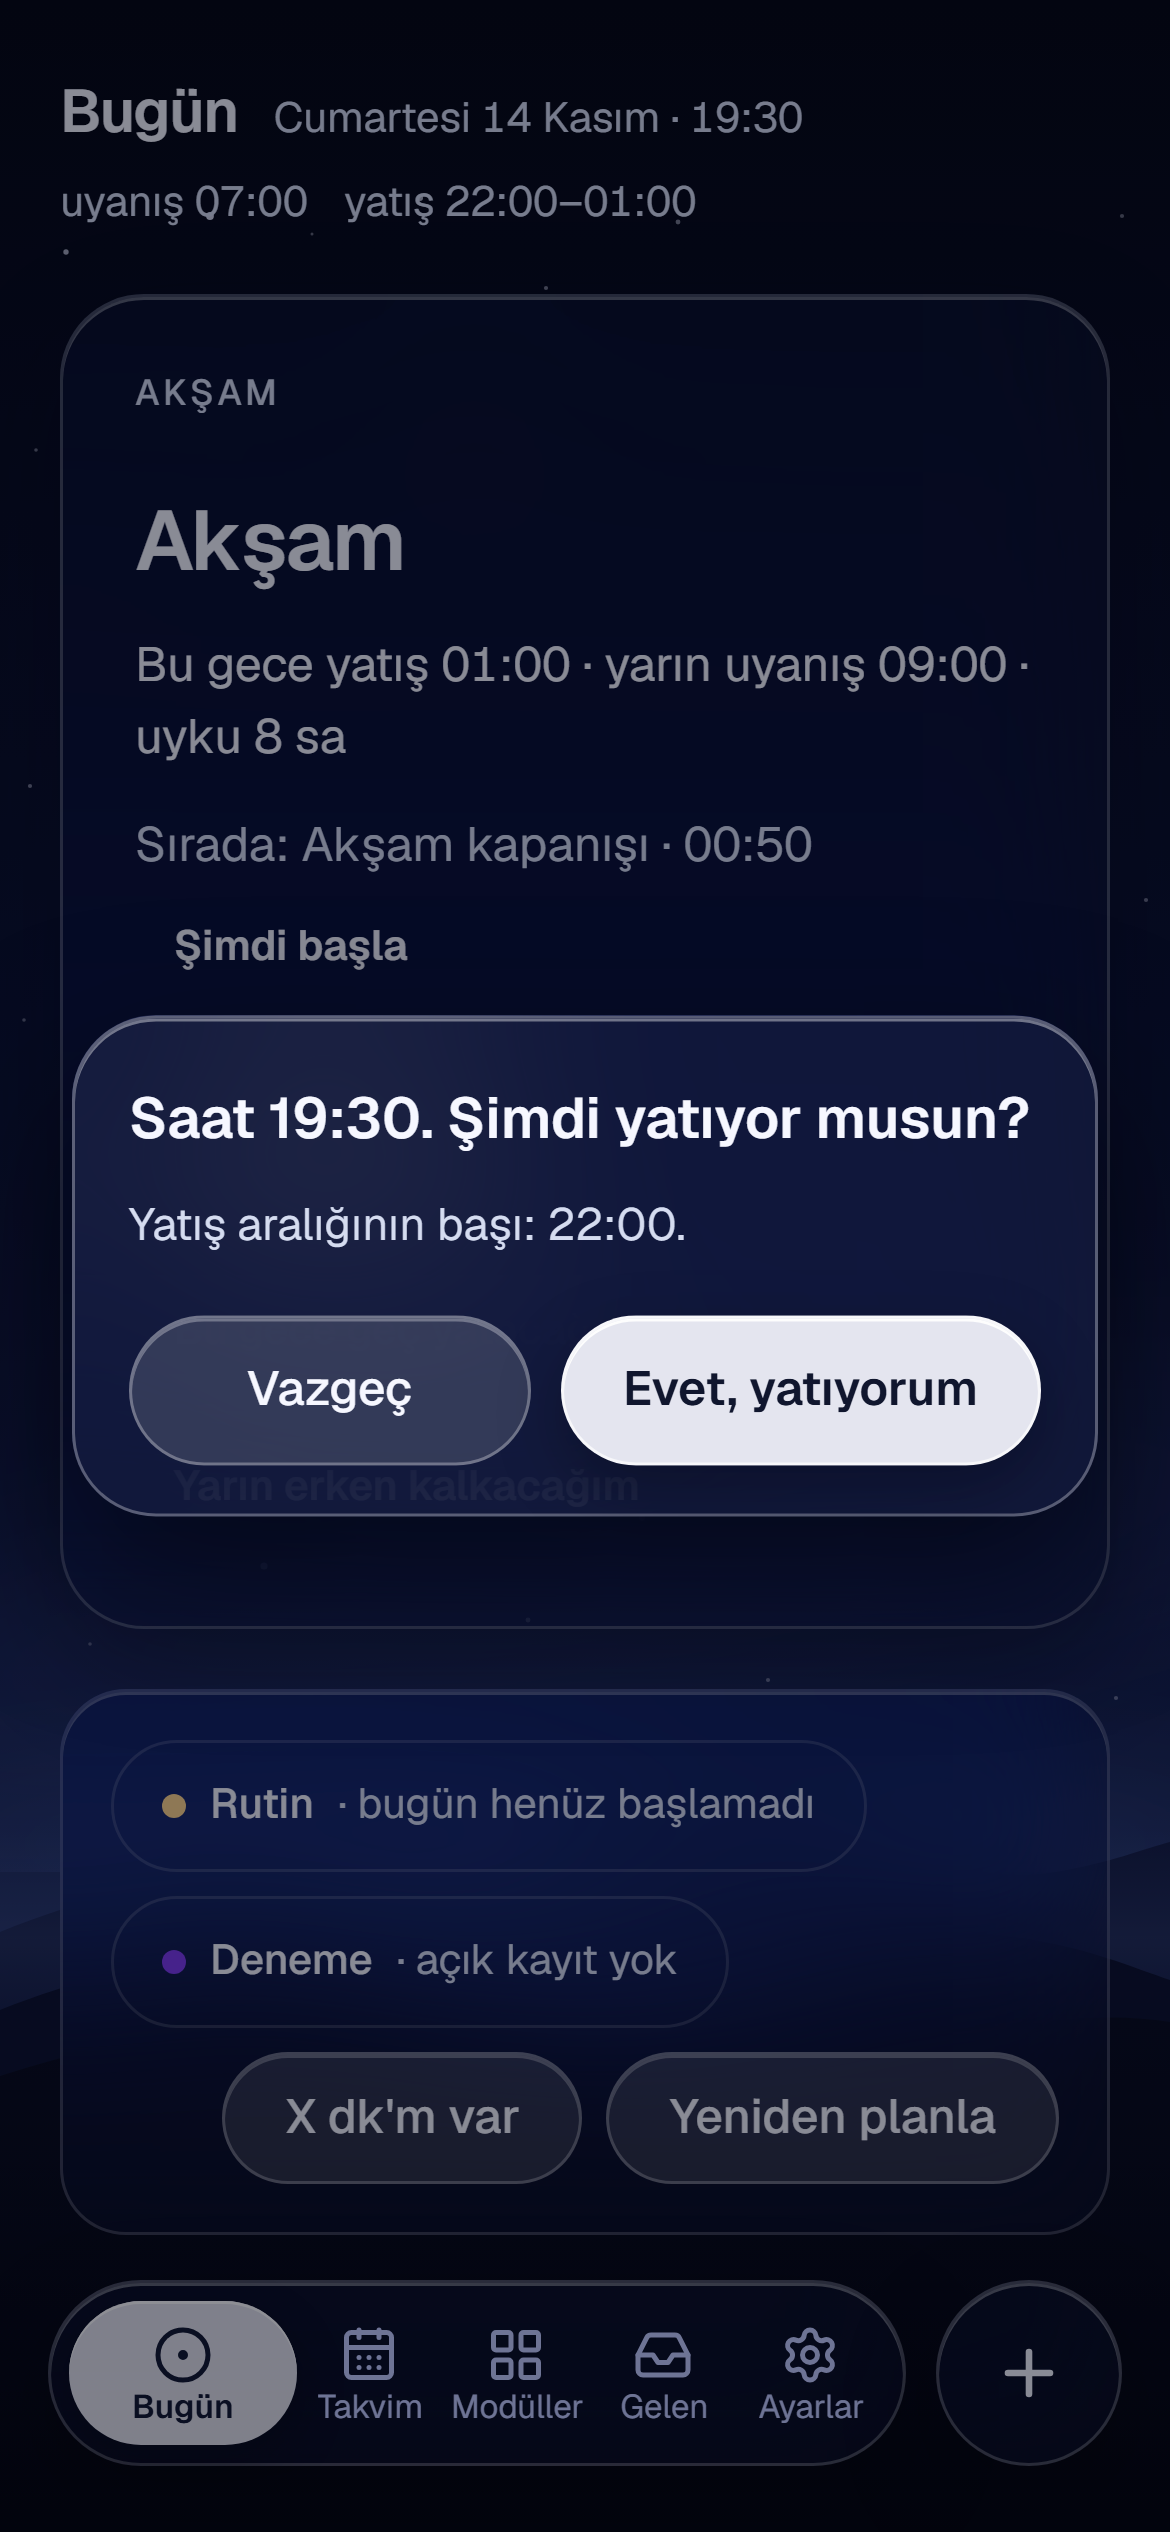 Bugün Cumartesi 14 Kasım · 19:30
uyanış 07:00 yatış 22:00–01:00
AKŞAM
Akşam
Bu gece yatış 01:00 · yarın uyanış 09:00 ·
uyku 8 sa
Sırada: Akşam kapanışı · 00:50
Şimdi başla
Saat 19:30. Şimdi yatıyor musun?
Yatış aralığının başı: 22:00.
Vazgeç Evet, yatıyorum
Yarın erken kalkacağım
Rutin · bugün henüz başlamadı
Deneme · açık kayıt yok
X dk'm var Yeniden planla
Bugün Takvim Modüller Gelen Ayarlar